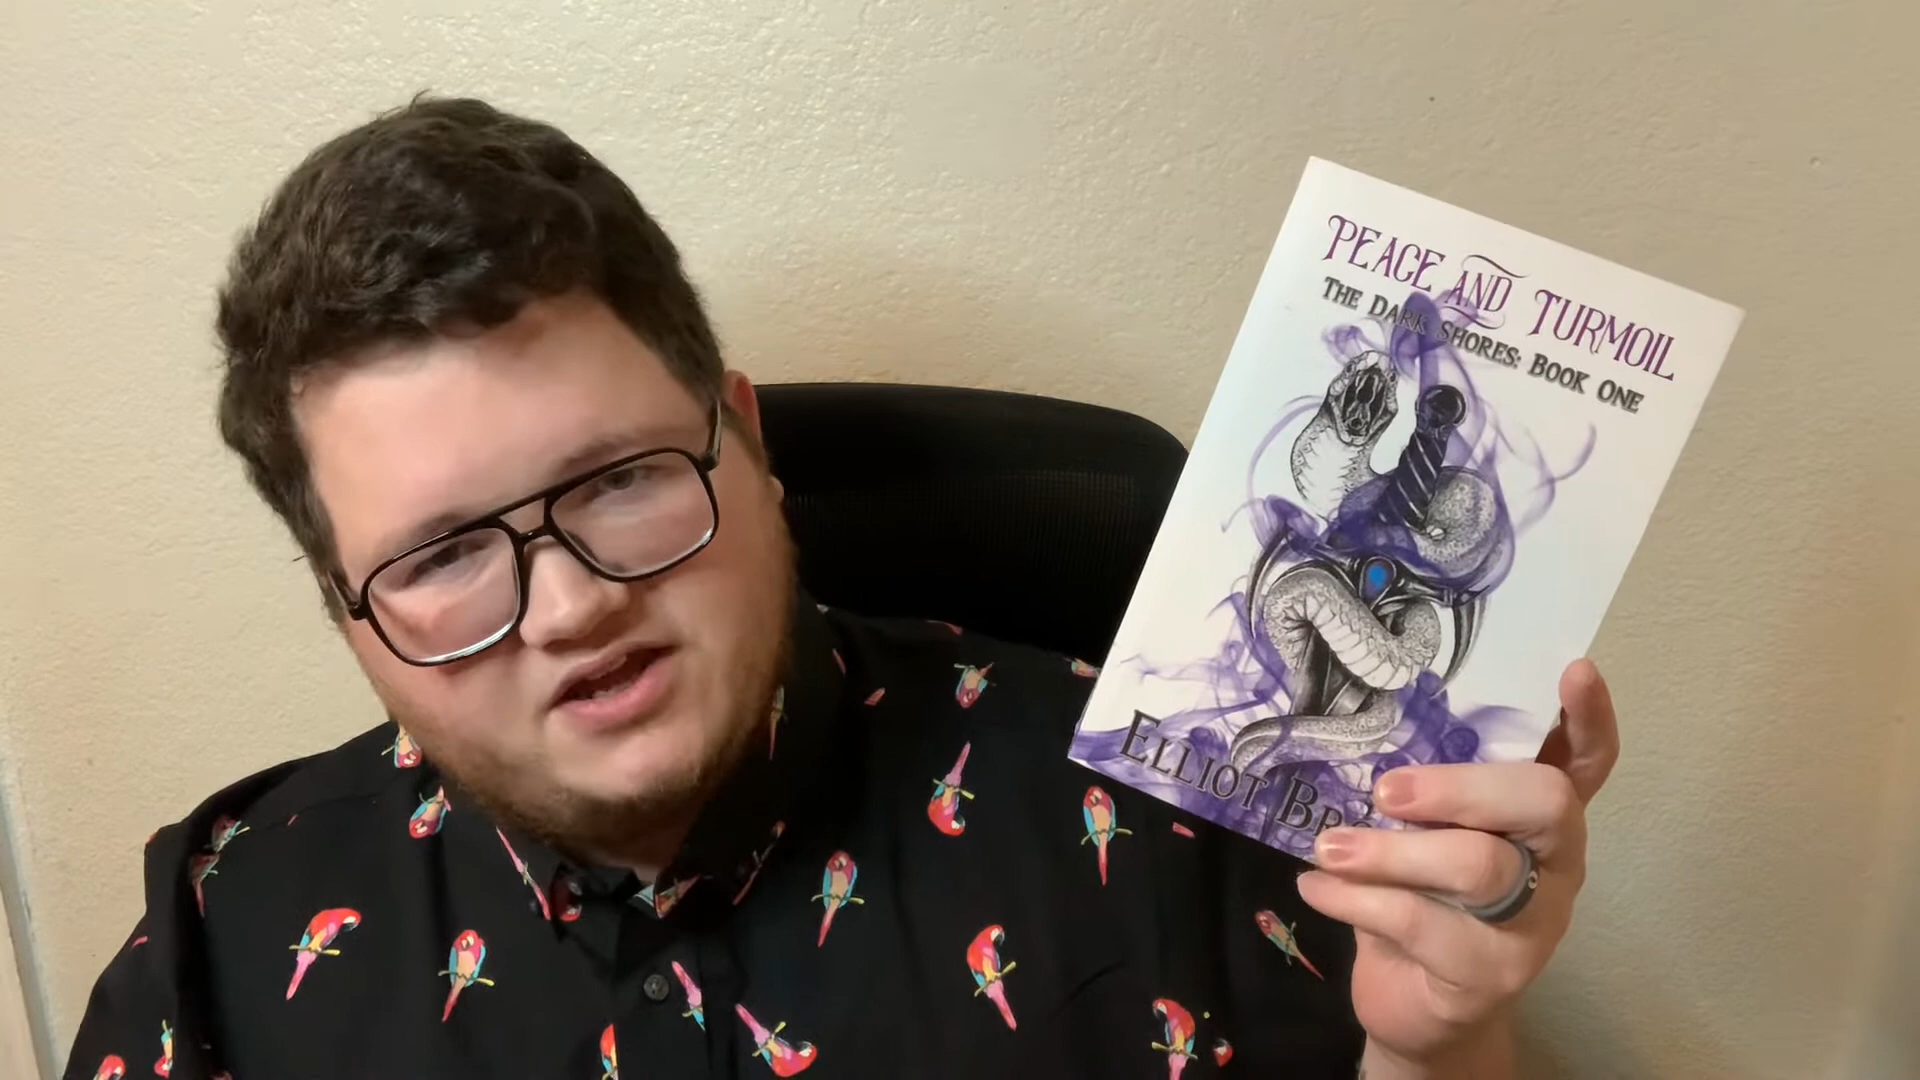 PEACE AND TURMOIL
THE DARK SHORES: BOOK ONE
ELLIOT